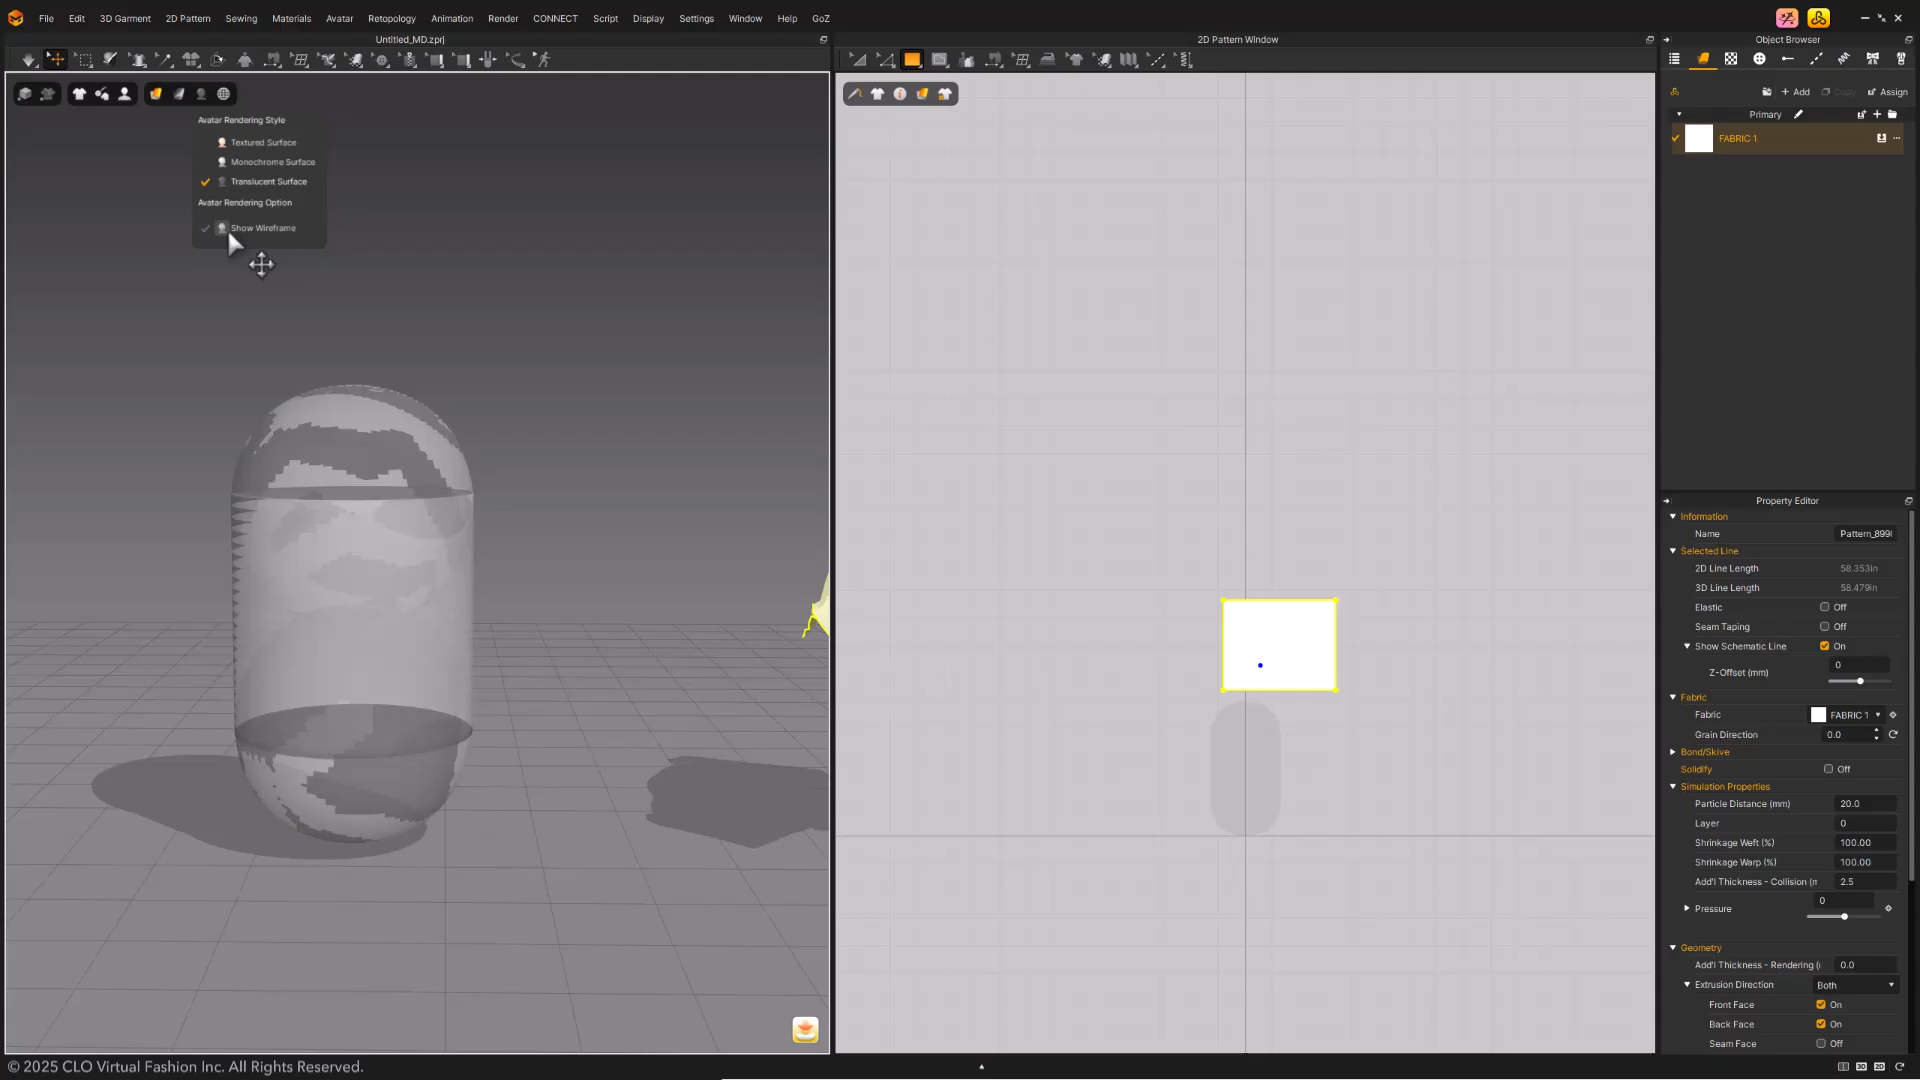 File Edit 3D Garment 2D Pattern Sewing Materials Avatar Retopology Animation Render CONNECT Script Display Settings Window Help GoZ
Untitled_MD.zprj
2D Pattern Window
Object Browser
Add Copy Assign
Primary
FABRIC 1
Avatar Rendering Style
Textured Surface
Monochrome Surface
Translucent Surface
Avatar Rendering Option
Show Wireframe
Property Editor
Information
Name Pattern_899
Selected Line
2D Line Length 58.353in
3D Line Length 58.479in
Elastic Off
Seam Taping Off
Show Schematic Line On
Z-Offset (mm) 0
Fabric
Fabric FABRIC 1
Grain Direction 0.0
Bond/Skive
Solidify Off
Simulation Properties
Particle Distance (mm) 20.0
Layer 0
Shrinkage Weft (%) 100.00
Shrinkage Warp (%) 100.00
Add'l Thickness - Collision (m 2.5
Pressure 0
Geometry
Add'l Thickness - Rendering ( 0.0
Extrusion Direction Both
Front Face On
Back Face On
Seam Face Off
© 2025 CLO Virtual Fashion Inc. All Rights Reserved.
3D 2D